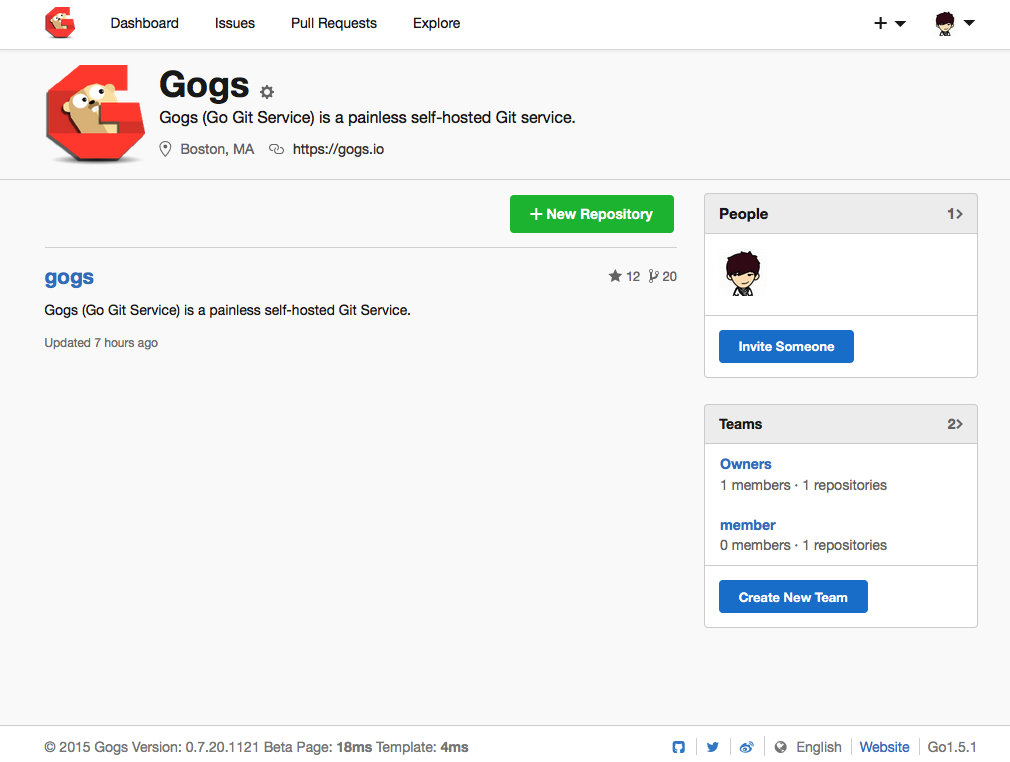 Dashboard Issues Pull Requests Explore
Gogs
Gogs (Go Git Service) is a painless self-hosted Git service.
Boston, MA https://gogs.io
New Repository
People 1
gogs 12 20
Gogs (Go Git Service) is a painless self-hosted Git Service.
Updated 7 hours ago
Invite Someone
Teams 2
Owners
1 members · 1 repositories
member
0 members · 1 repositories
Create New Team
© 2015 Gogs Version: 0.7.20.1121 Beta Page: 18ms Template: 4ms English Website Go1.5.1